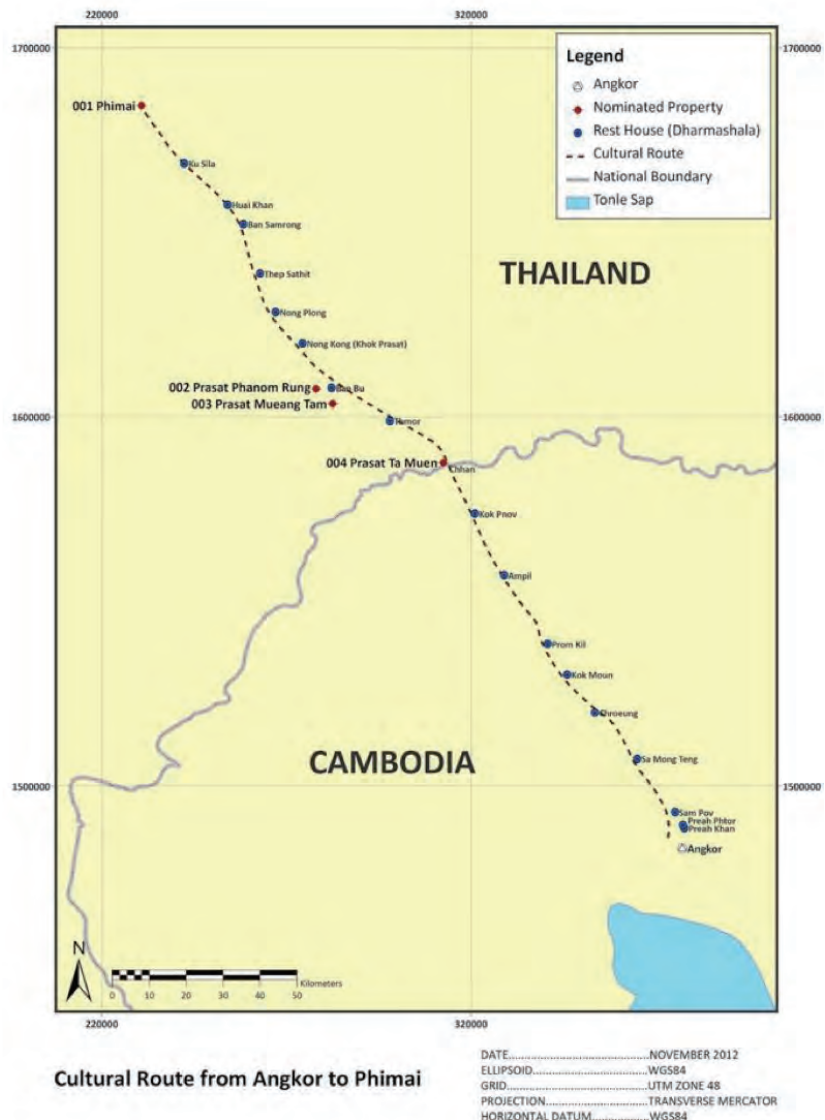 220000
320000
1700000
1700000
Legend
Angkor
Nominated Property
Rest House (Dharmashala)
Cultural Route
National Boundary
Tonle Sap
001 Phimai
Ku Sila
Huai Khan
Ban Samrong
THAILAND
Thep Sathit
Nong Plong
Nong Kong (Khok Prasat)
002 Prasat Phanom Rung
Ban Bu
003 Prasat Mueang Tam
1600000
1600000
004 Prasat Ta Muen
Chhan
Kok Pnov
Ampil
Prom Kil
Kok Moun
CAMBODIA
Sa Mong Teng
1500000
1500000
Sam Pov
Preah Phtor
Preah Khan
Angkor
N
Kilometers
0 10 20 30 40 50
220000
320000
Cultural Route from Angkor to Phimai
DATE..........................................NOVEMBER 2012
ELLIPSOID..................................WGS84
GRID...........................................UTM ZONE 48
PROJECTION..............................TRANSVERSE MERCATOR
HORIZONTAL DATUM...............WGS84